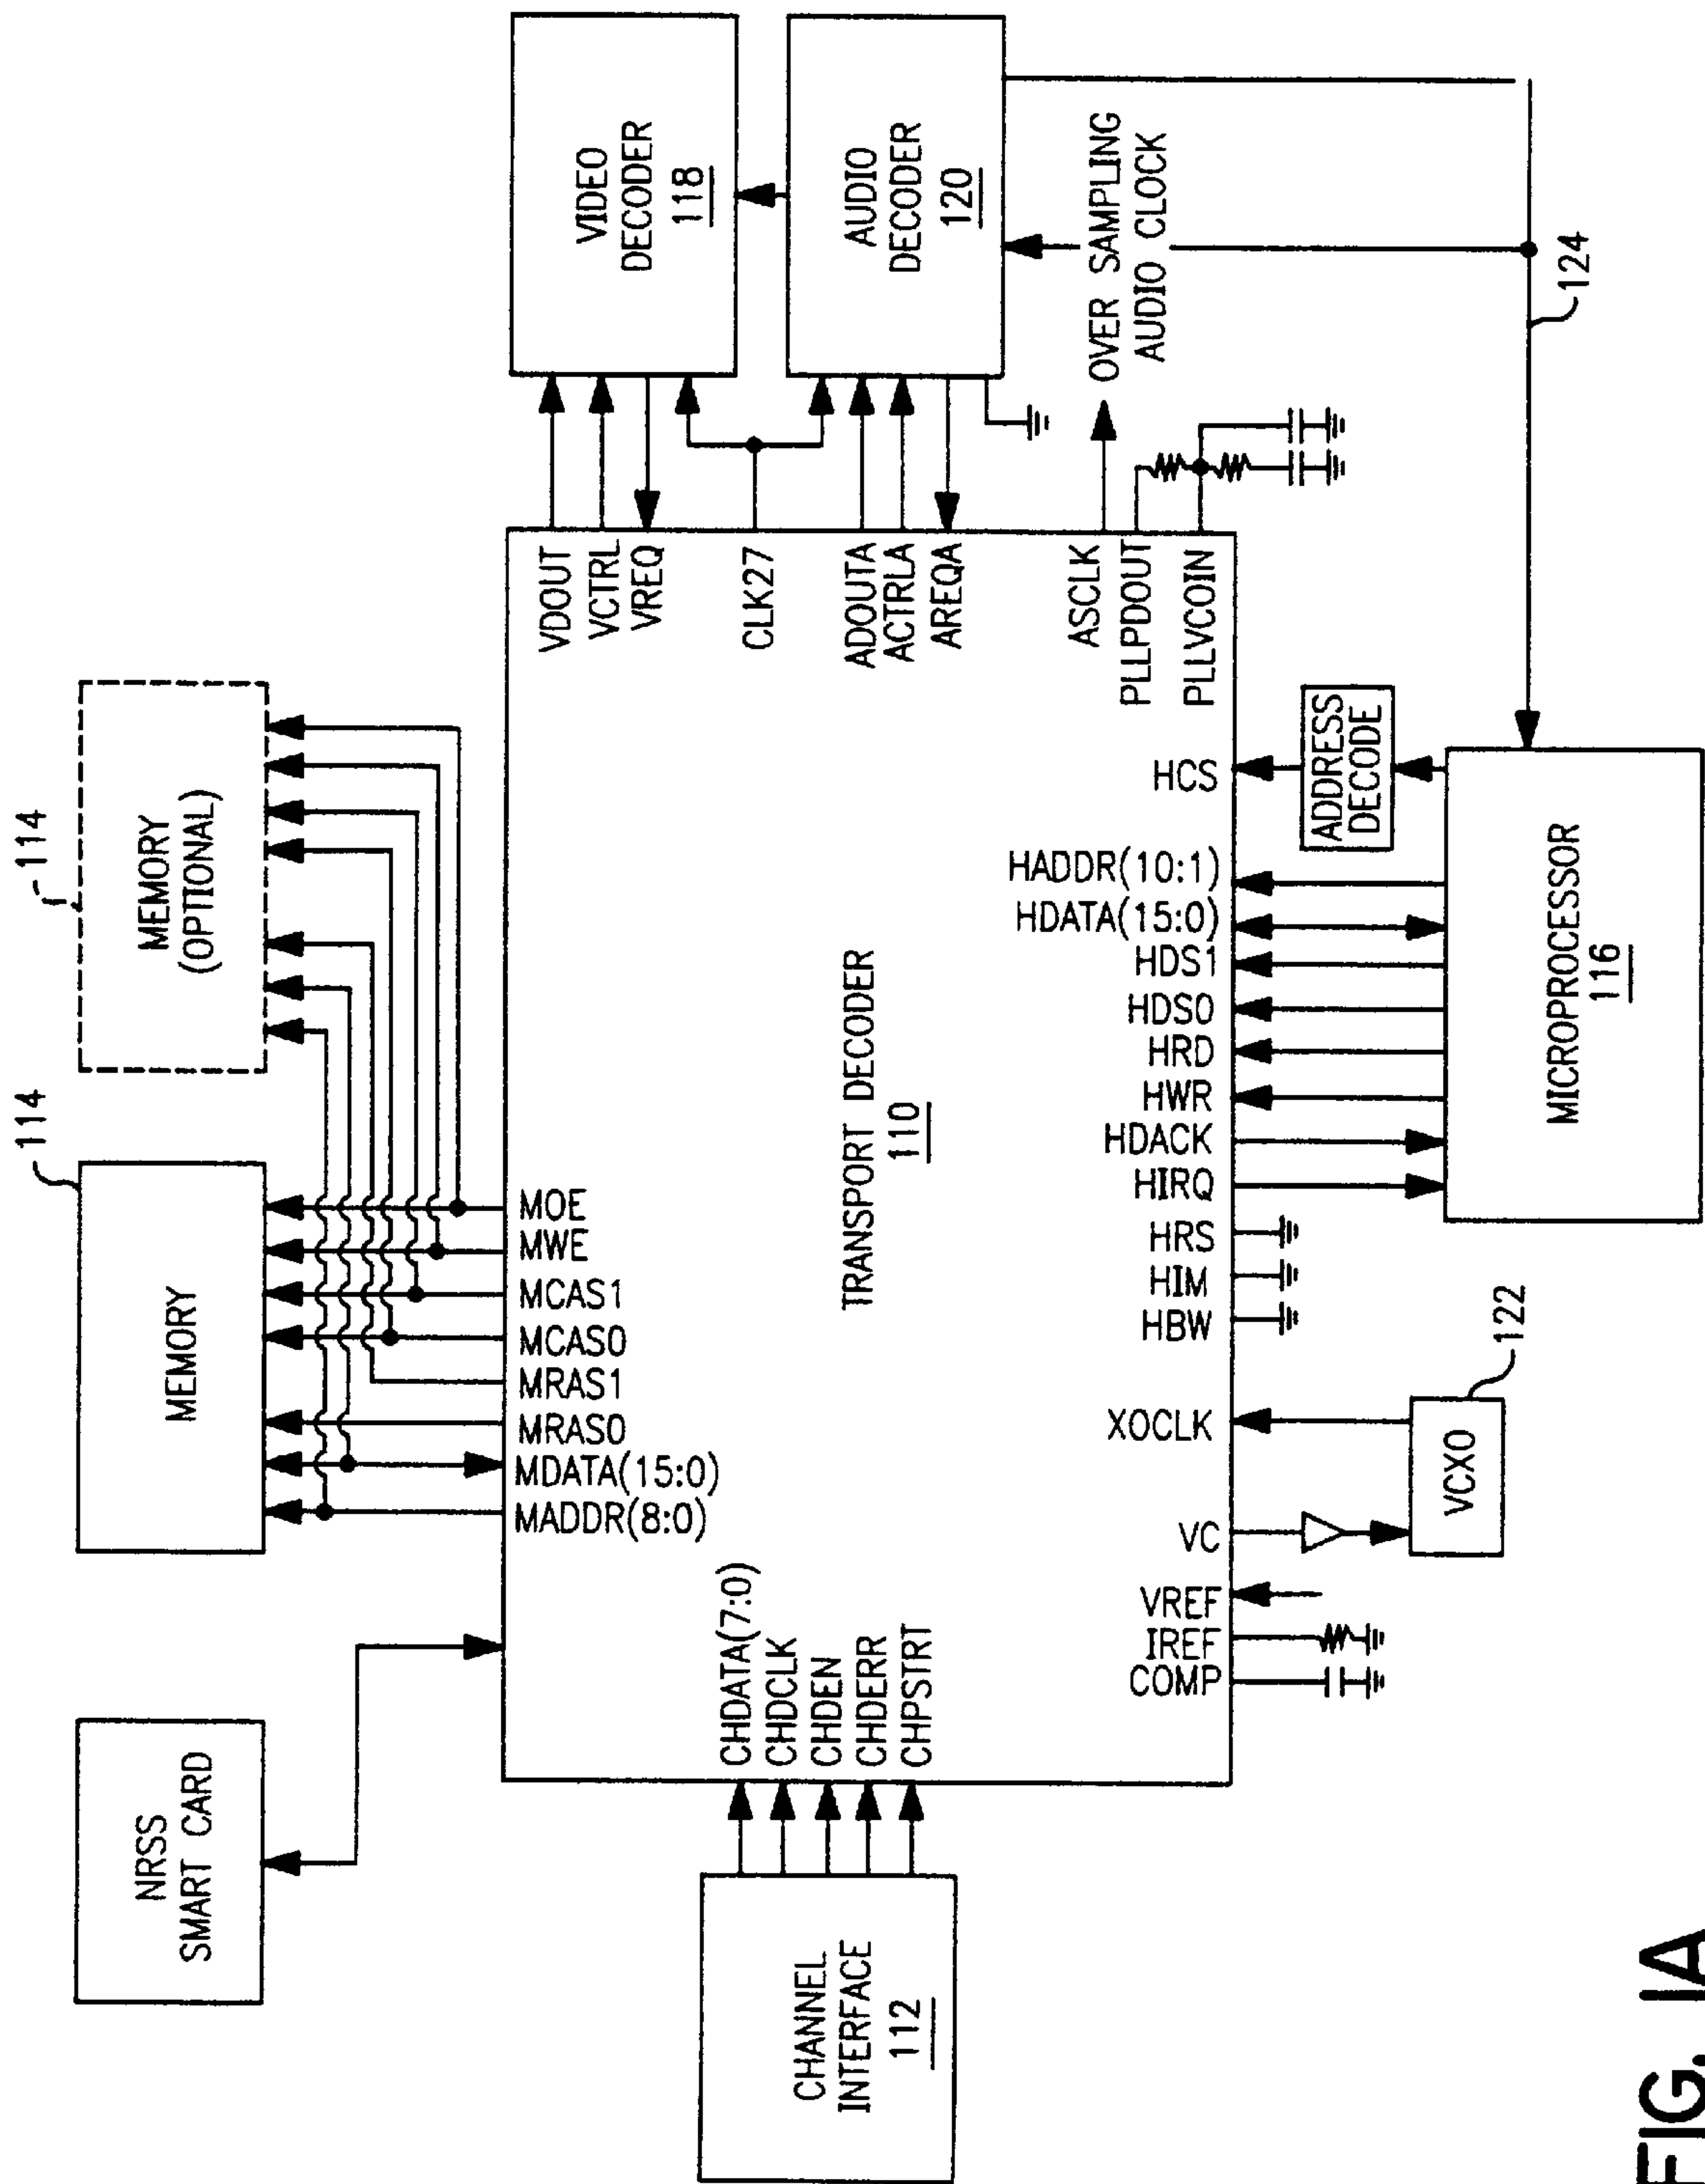 114
114
NRSS
SMART CARD
MEMORY
MEMORY
(OPTIONAL)
MADDR(8:0)
MDATA(15:0)
MRAS0
MRAS1
MCAS0
MCAS1
MWE
MOE
CHANNEL
INTERFACE
112
CHDATA(7:0)
CHDCLK
CHDEN
CHDERR
CHPSTRT
TRANSPORT DECODER
110
VDOUT
VCTRL
VREQ
CLK27
ADOUTA
ACTRLA
AREQA
ASCLK
PLLPDOUT
PLLVCOIN
VIDEO
DECODER
118
AUDIO
DECODER
120
OVER SAMPLING
AUDIO CLOCK
COMP
IREF
VREF
VC
XOCLK
HBW
HIM
HRS
HIRQ
HDACK
HWR
HRD
HDS0
HDS1
HDATA(15:0)
HADDR(10:1)
HCS
ADDRESS
DECODE
VCXO
122
MICROPROCESSOR
116
124
FIG. 1A